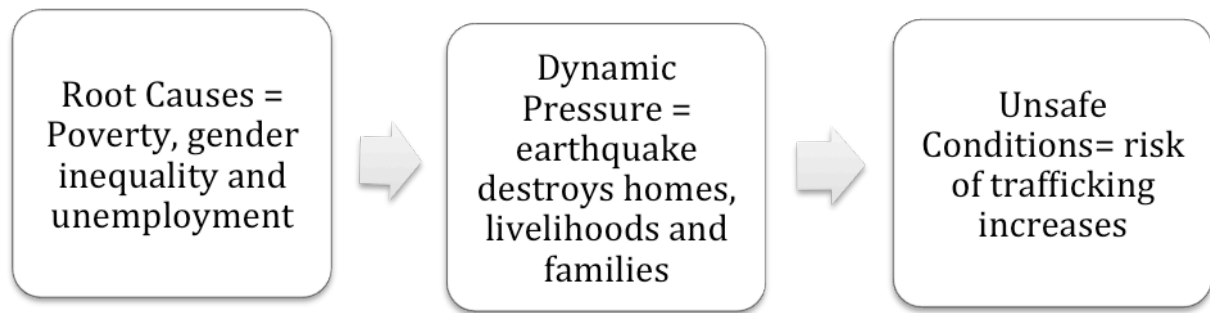 Root Causes =
Poverty, gender
inequality and
unemployment
Dynamic
Pressure =
earthquake
destroys homes,
livelihoods and
families
Unsafe
Conditions= risk
of trafficking
increases